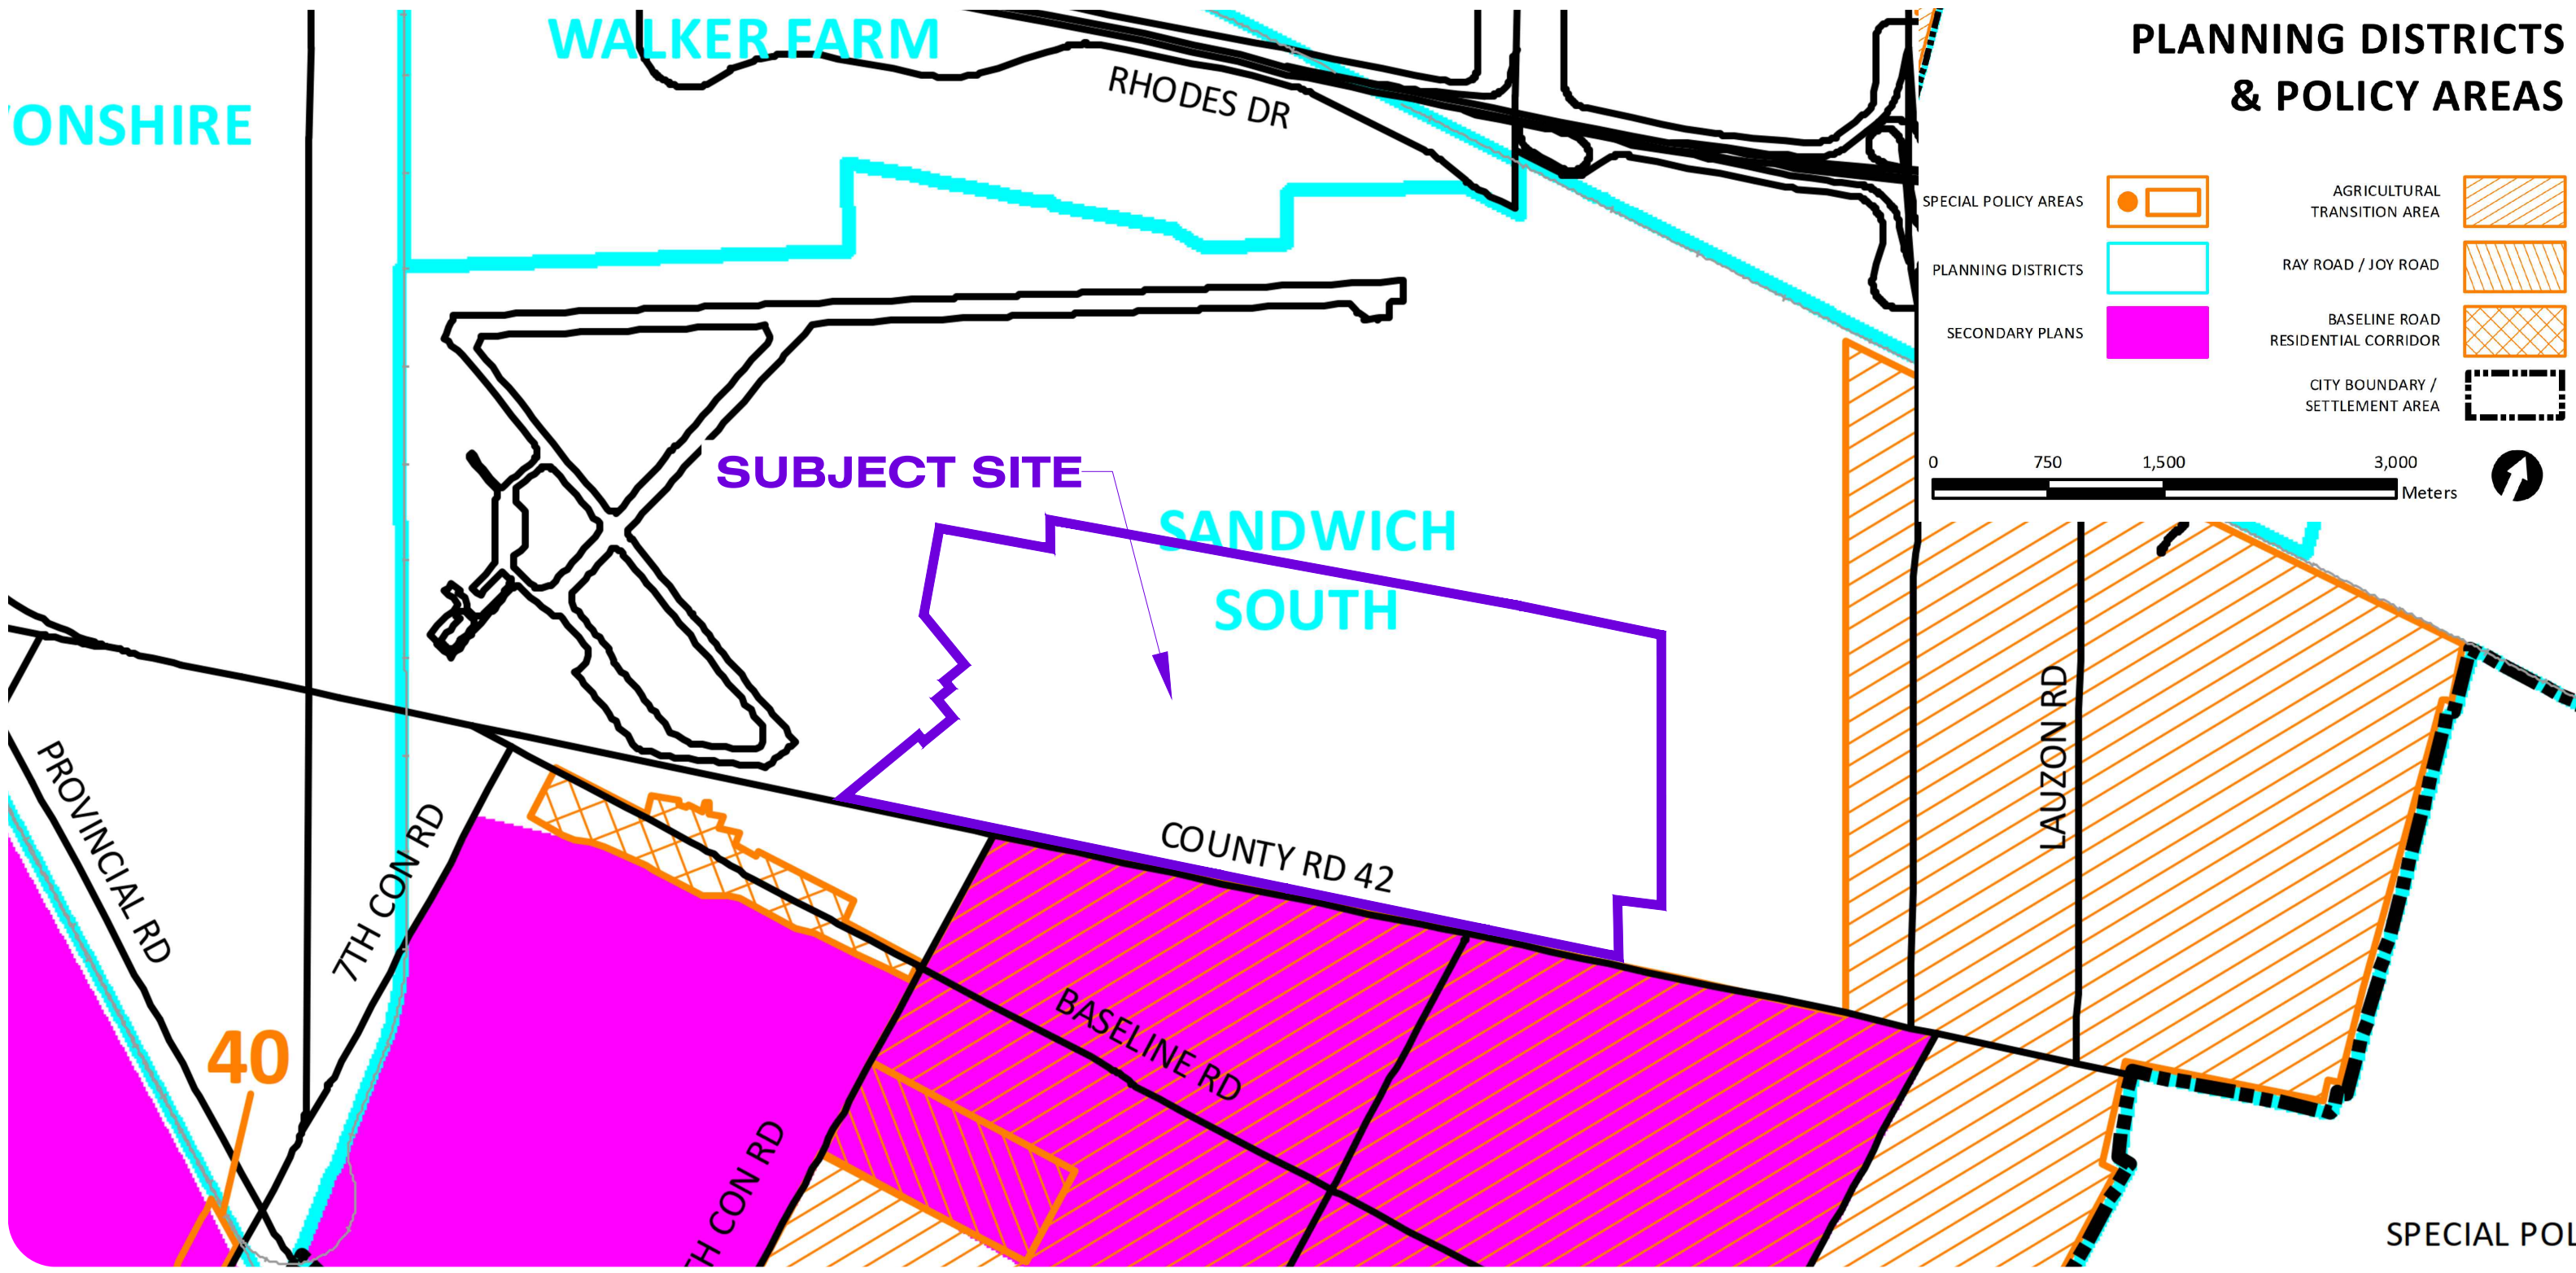 WALKER FARM
PLANNING DISTRICTS
& POLICY AREAS
RHODES DR
ONSHIRE
SPECIAL POLICY AREAS
AGRICULTURAL
TRANSITION AREA
PLANNING DISTRICTS
RAY ROAD / JOY ROAD
SECONDARY PLANS
BASELINE ROAD
RESIDENTIAL CORRIDOR
CITY BOUNDARY /
SETTLEMENT AREA
0 750 1,500 3,000
Meters
SUBJECT SITE
SANDWICH
SOUTH
LAUZON RD
PROVINCIAL RD
7TH CON RD
COUNTY RD 42
BASELINE RD
40
TH CON RD
SPECIAL POL